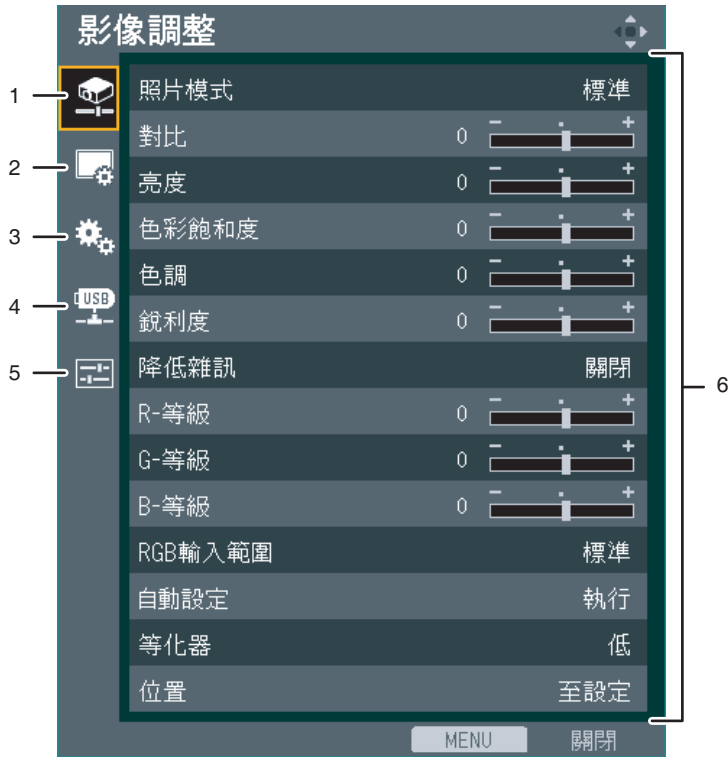 影像調整
1
2
3
4
5
6
USB
照片模式 標準
對比 0 - +
亮度 0 - +
色彩飽和度 0 - +
色調 0 - +
銳利度 0 - +
降低雜訊 關閉
R-等級 0 - +
G-等級 0 - +
B-等級 0 - +
RGB輸入範圍 標準
自動設定 執行
等化器 低
位置 至設定
MENU 關閉